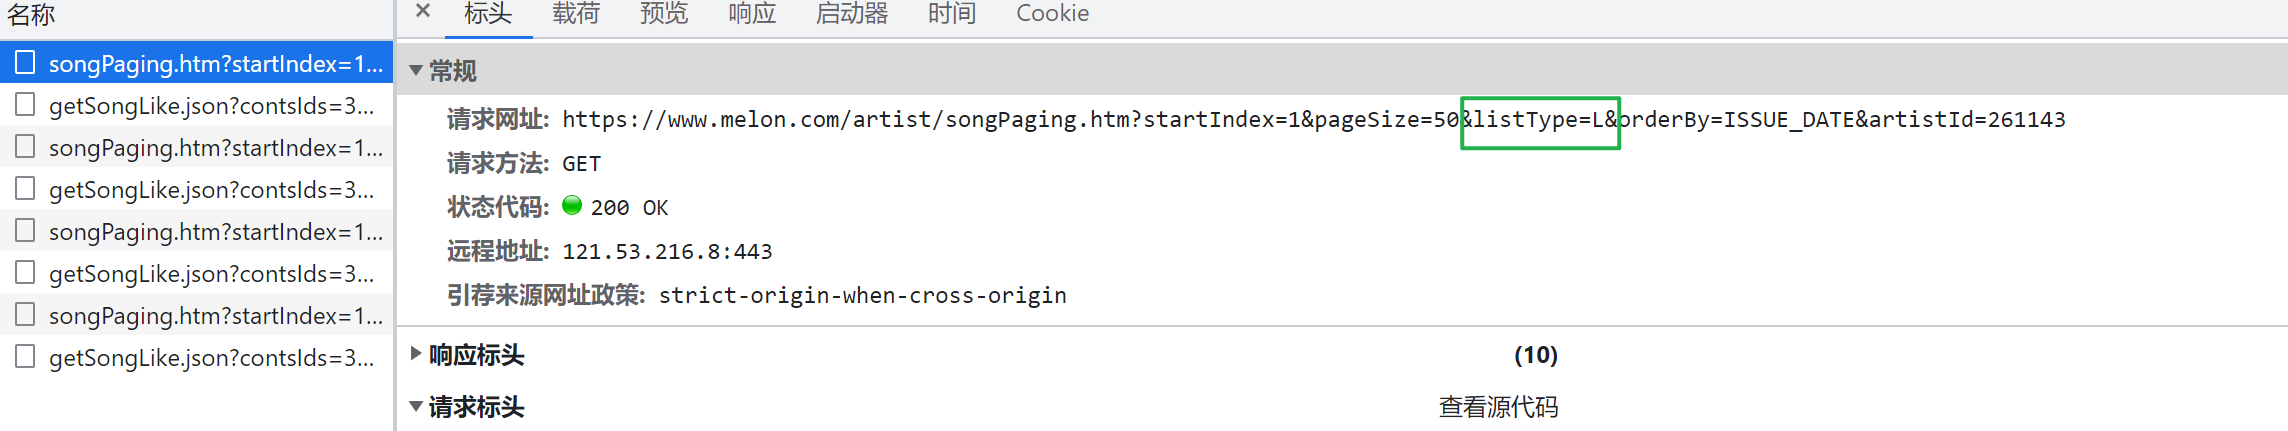 名称
songPaging.htm?startIndex=1...
getSongLike.json?contsIds=3...
songPaging.htm?startIndex=1...
getSongLike.json?contsIds=3...
songPaging.htm?startIndex=1...
getSongLike.json?contsIds=3...
songPaging.htm?startIndex=1...
getSongLike.json?contsIds=3...
× 标头 载荷 预览 响应 启动器 时间 Cookie
▼常规
请求网址: https://www.melon.com/artist/songPaging.htm?startIndex=1&pageSize=50&listType=L&orderBy=ISSUE_DATE&artistId=261143
请求方法: GET
状态代码: 200 OK
远程地址: 121.53.216.8:443
引荐来源网址政策: strict-origin-when-cross-origin
▶响应标头 (10)
▼请求标头 查看源代码